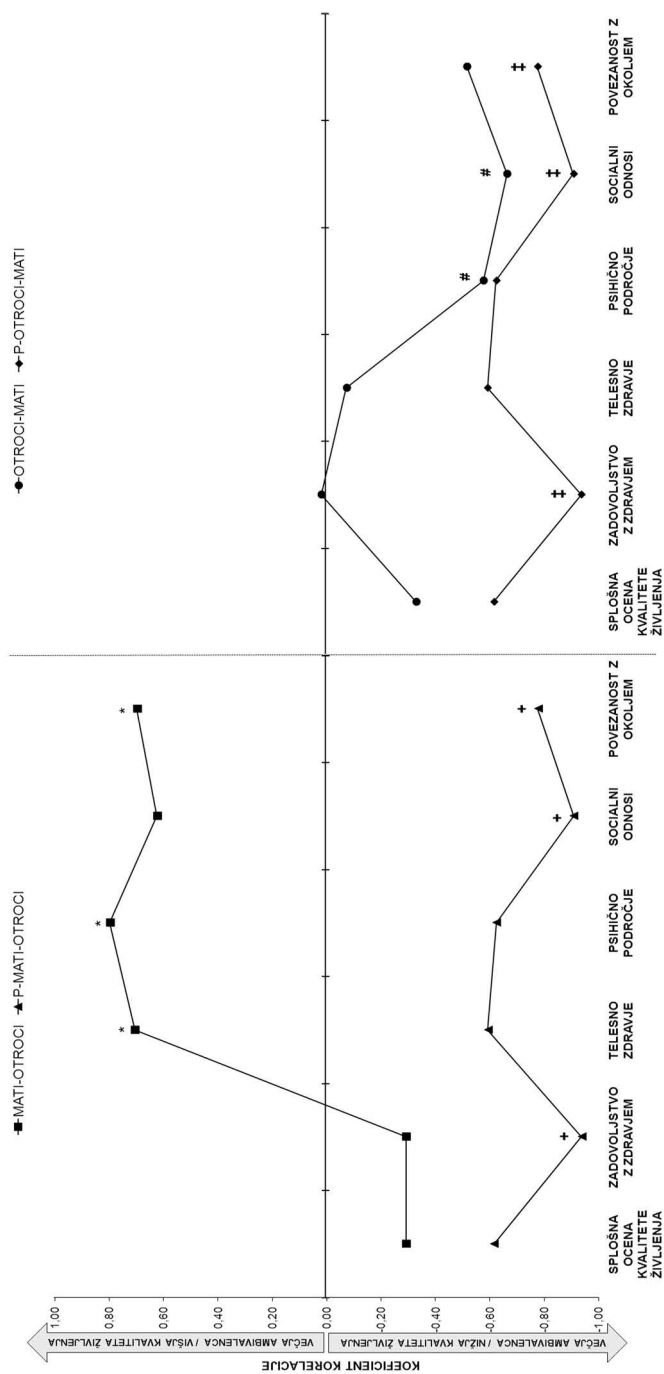 MATI-OTROCI P-MATI-OTROCI
OTROCI-MATI P-OTROCI-MATI
KOEFICIENT KORELACIJE
VEČJA AMBIVALENCA / VIŠJA KVALITETA ŽIVLJENJA
VEČJA AMBIVALENCA / NIŽJA KVALITETA ŽIVLJENJA
1,00
0,80
0,60
0,40
0,20
0,00
-0,20
-0,40
-0,60
-0,80
-1,00
*
*
*
+
+
+
#
#
‡
‡
‡
SPLOŠNA
OCENA
KVALITETE
ŽIVLJENJA
ZADOVOLJSTVO
Z ZDRAVJEM
TELESNO
ZDRAVJE
PSIHIČNO
PODROČJE
SOCIALNI
ODNOSI
POVEZANOST Z
OKOLJEM
SPLOŠNA
OCENA
KVALITETE
ŽIVLJENJA
ZADOVOLJSTVO
Z ZDRAVJEM
TELESNO
ZDRAVJE
PSIHIČNO
PODROČJE
SOCIALNI
ODNOSI
POVEZANOST Z
OKOLJEM